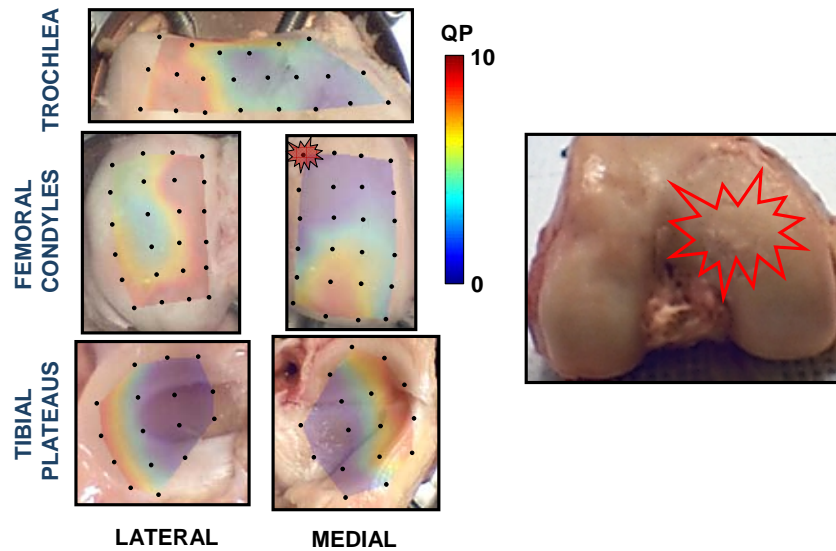 TROCHLEA
QP
10
0
FEMORAL
CONDYLES
TIBIAL
PLATEAUS
LATERAL
MEDIAL